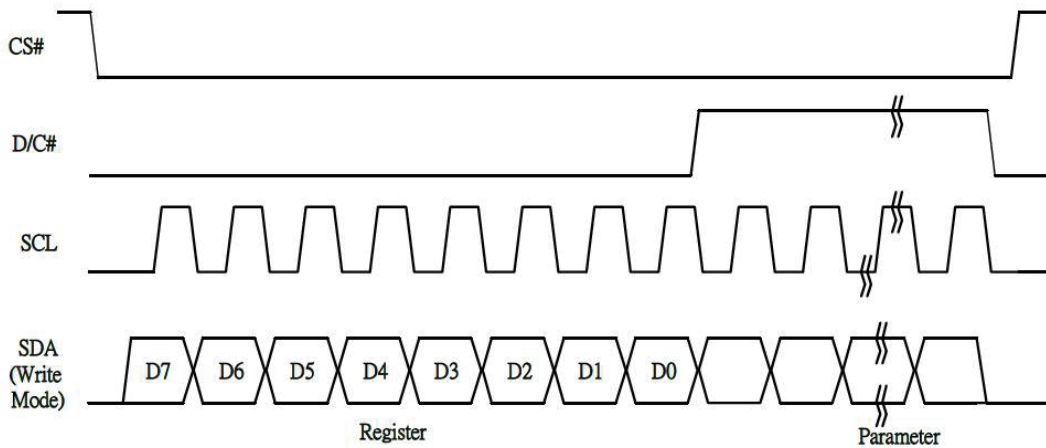 CS#
D/C#
SCL
SDA
(Write
Mode)
D7 D6 D5 D4 D3 D2 D1 D0
Register Parameter